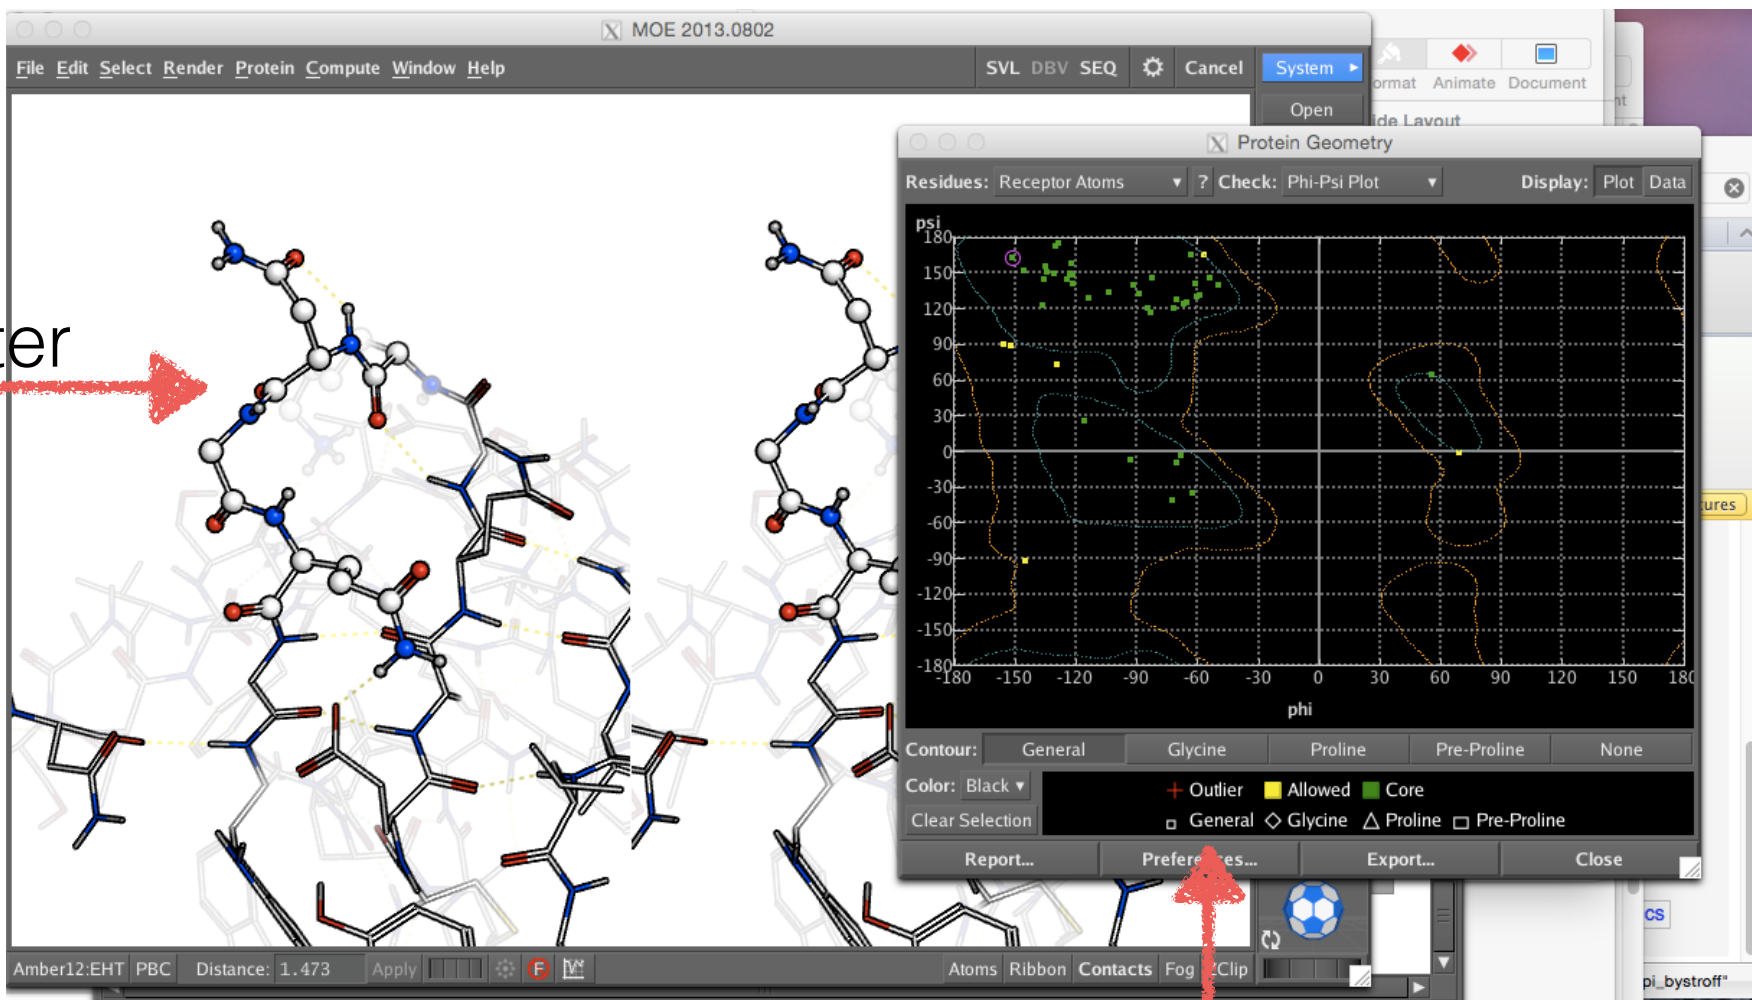 MOE 2013.0802
File Edit Select Render Protein Compute Window Help
SVL DBV SEQ Cancel System
Open
Animate Document
Protein Geometry
Residues: Receptor Atoms ? Check: Phi-Psi Plot Display: Plot Data
psi
180
150
120
90
60
30
0
-30
-60
-90
-120
-150
-180
-180 -150 -120 -90 -60 -30 0 30 60 90 120 150 180
phi
Contour: General Glycine Proline Pre-Proline None
Color: Black
Outlier Allowed Core
Clear Selection
General Glycine Proline Pre-Proline
Report... Preferences... Export... Close
Amber12:EHT PBC Distance: 1.473 Apply F
Atoms Ribbon Contacts Fog ZClip
pi_bystroff"